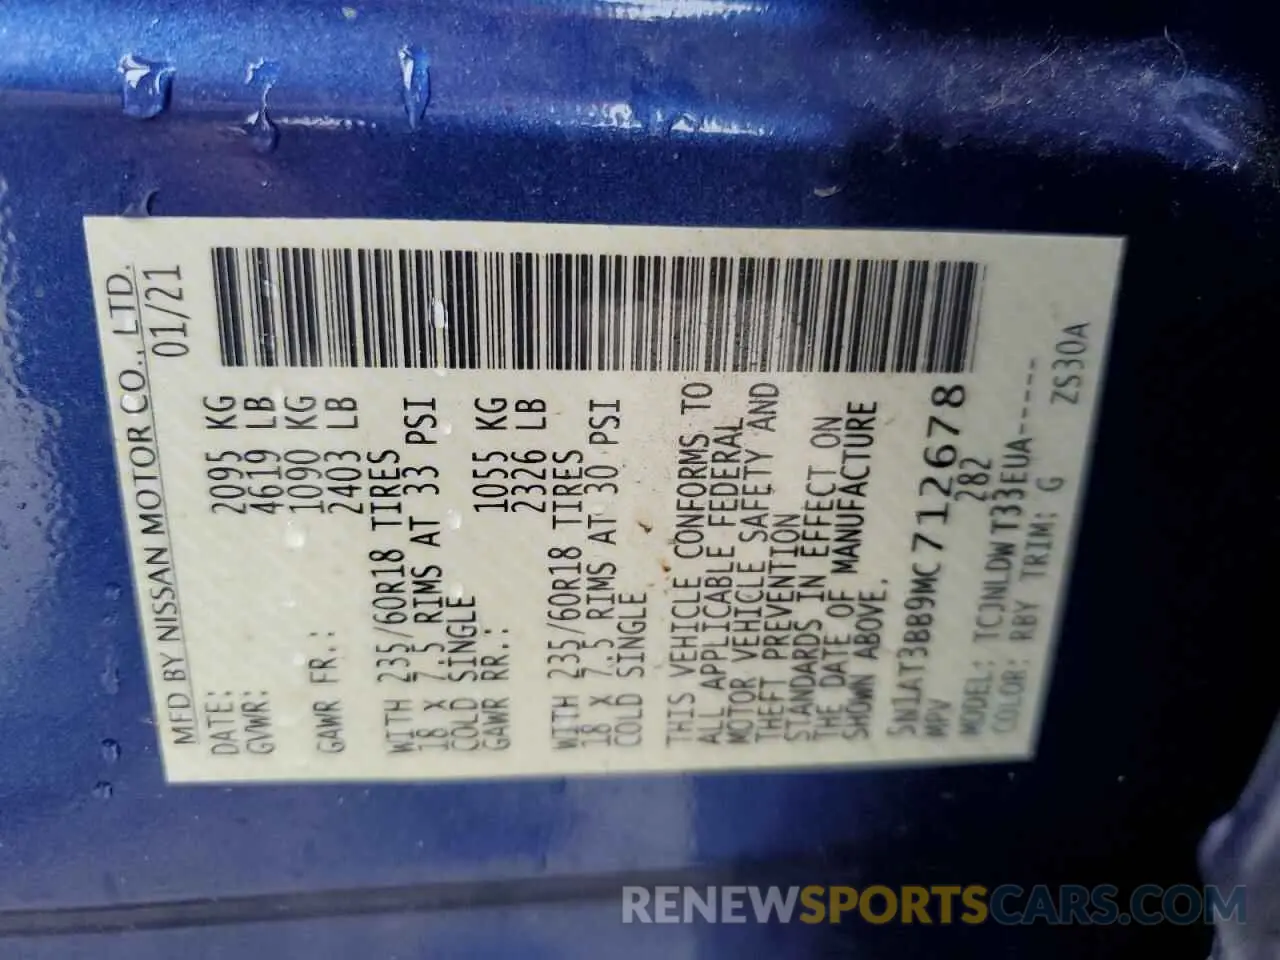 MFD BY NISSAN MOTOR CO., LTD.
DATE: 01/21
GVWR: 2095 KG
4619 LB
GAWR FR.: 1090 KG
2403 LB
WITH 235/60R18 TIRES
18 X 7.5 RIMS AT 33 PSI
COLD SINGLE
GAWR RR.: 1055 KG
2326 LB
WITH 235/60R18 TIRES
18 X 7.5 RIMS AT 30 PSI
COLD SINGLE
THIS VEHICLE CONFORMS TO
ALL APPLICABLE FEDERAL
MOTOR VEHICLE SAFETY AND
THEFT PREVENTION
STANDARDS IN EFFECT ON
THE DATE OF MANUFACTURE
SHOWN ABOVE.
5N1AT3BB9MC712678
MPV 282
MODEL: TCJNLDWT33EUA-----
COLOR: RBY TRIM: G ZS30A
RENEWSPORTSCARS.COM